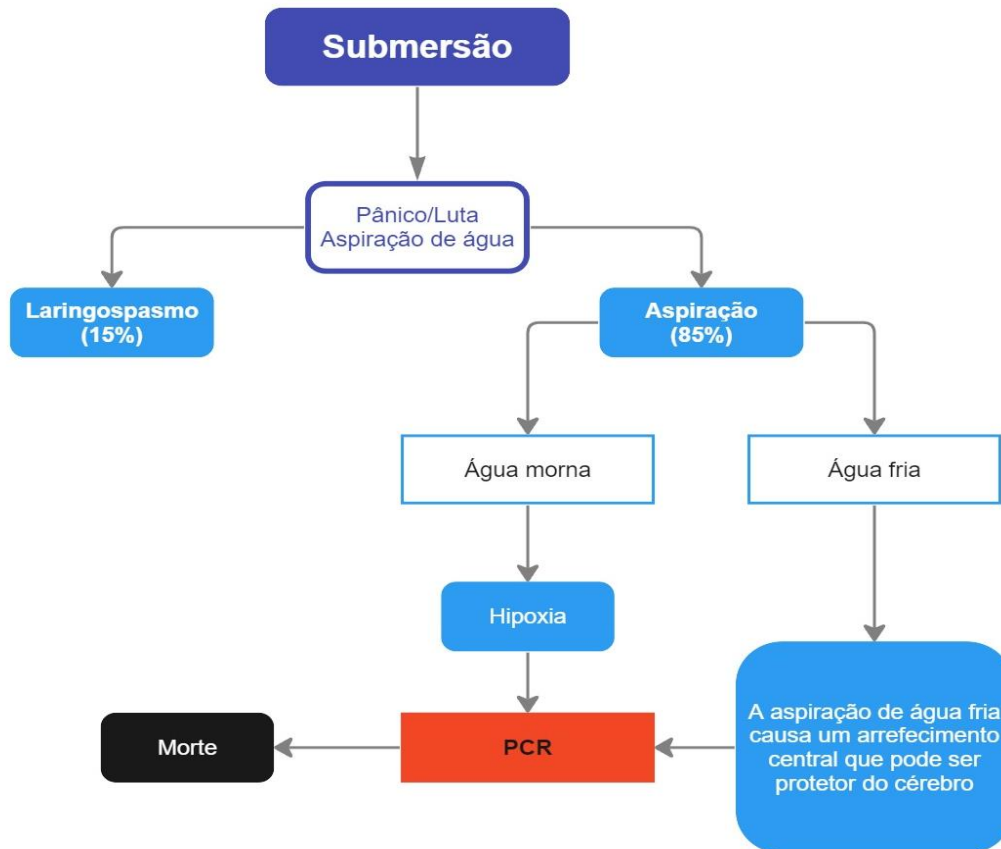 Submersão
Pânico/Luta
Aspiração de água
Laringospasmo
(15%)
Aspiração
(85%)
Água morna
Água fria
Hipoxia
A aspiração de água fria
causa um arrefecimento
central que pode ser
protetor do cérebro
Morte
PCR